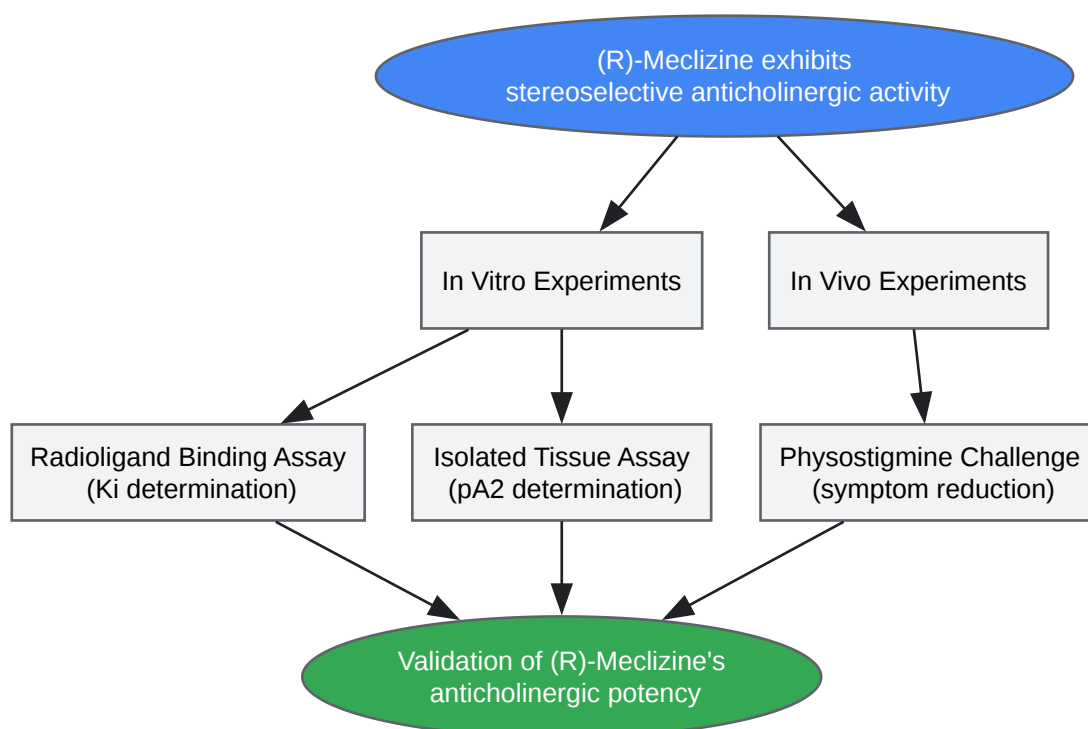 (R)-Meclizine exhibits
stereoselective anticholinergic activity
In Vitro Experiments
In Vivo Experiments
Radioligand Binding Assay
(Ki determination)
Isolated Tissue Assay
(pA2 determination)
Physostigmine Challenge
(symptom reduction)
Validation of (R)-Meclizine's
anticholinergic potency